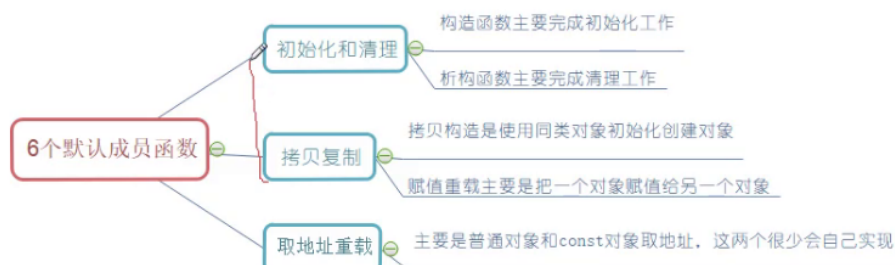 构造函数主要完成初始化工作
初始化和清理
析构函数主要完成清理工作
6个默认成员函数
拷贝构造是使用同类对象初始化创建对象
拷贝复制
赋值重载主要是把一个对象赋值给另一个对象
取地址重载
主要是普通对象和const对象取地址，这两个很少会自己实现